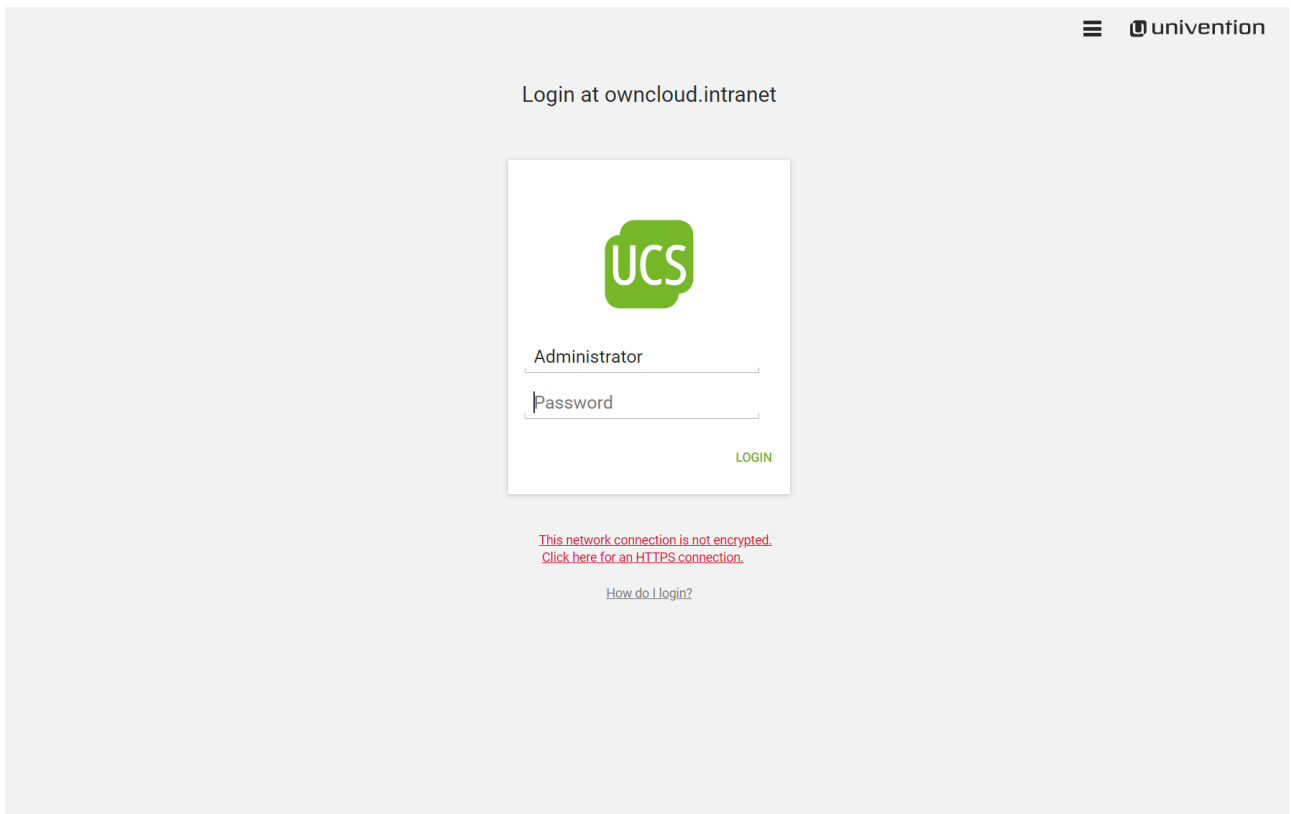 univention
Login at owncloud.intranet
UCS
Administrator
Password
LOGIN
This network connection is not encrypted.
Click here for an HTTPS connection.
How do I login?